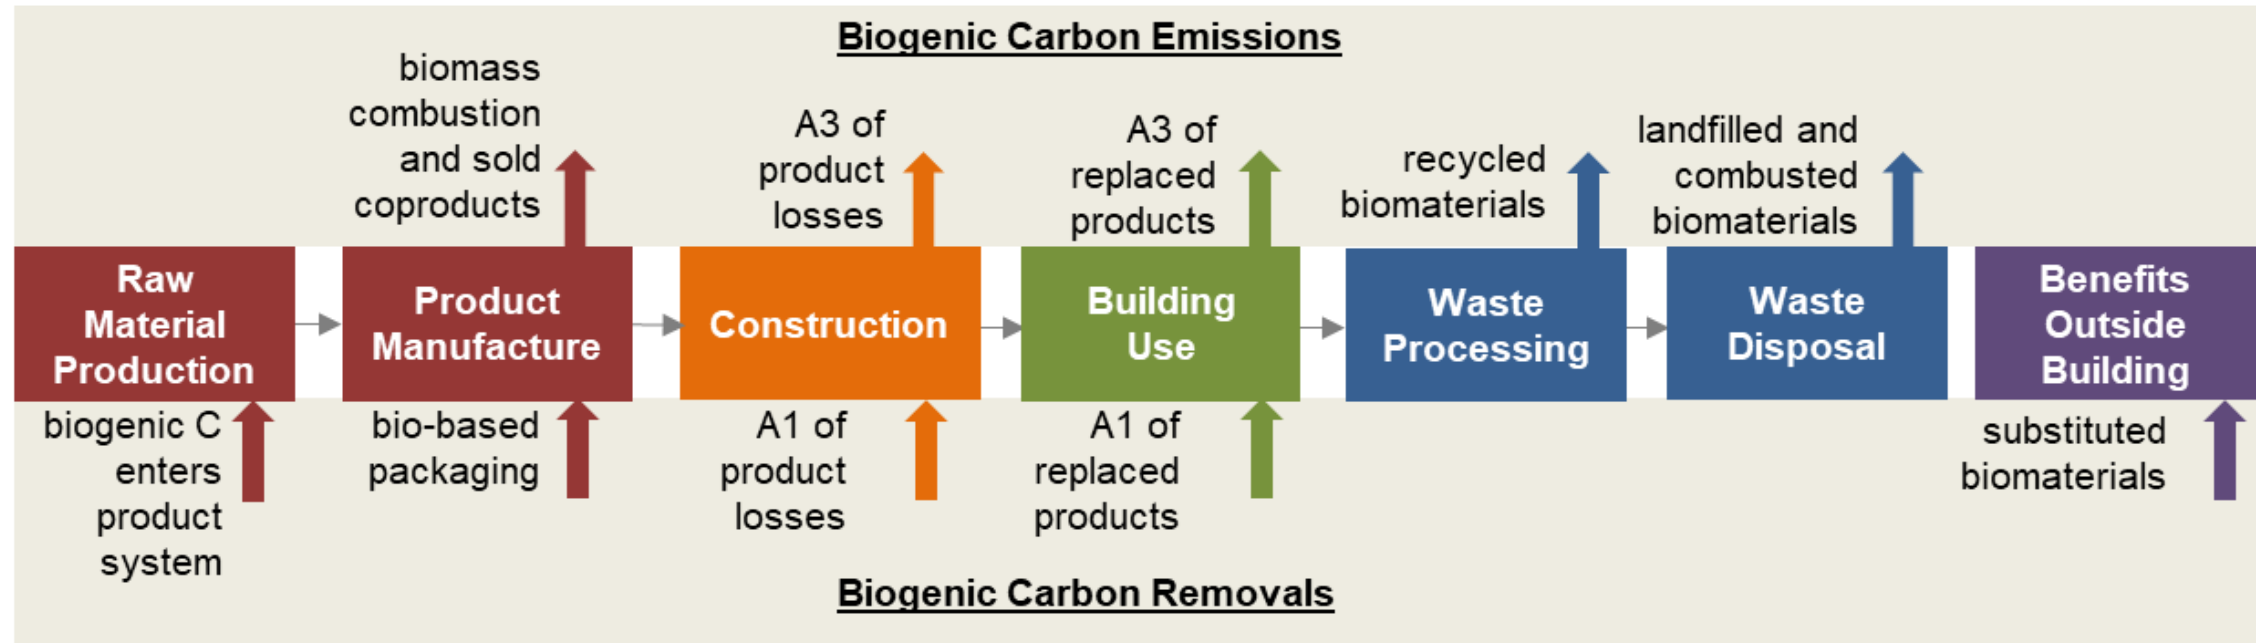 Biogenic Carbon Emissions
biomass
combustion
and sold
coproducts
A3 of
product
losses
A3 of
replaced
products
recycled
biomaterials
landfilled and
combusted
biomaterials
Raw
Material
Production
Product
Manufacture
Construction
Building
Use
Waste
Processing
Waste
Disposal
Benefits
Outside
Building
biogenic C
enters
product
system
bio-based
packaging
A1 of
product
losses
A1 of
replaced
products
substituted
biomaterials
Biogenic Carbon Removals